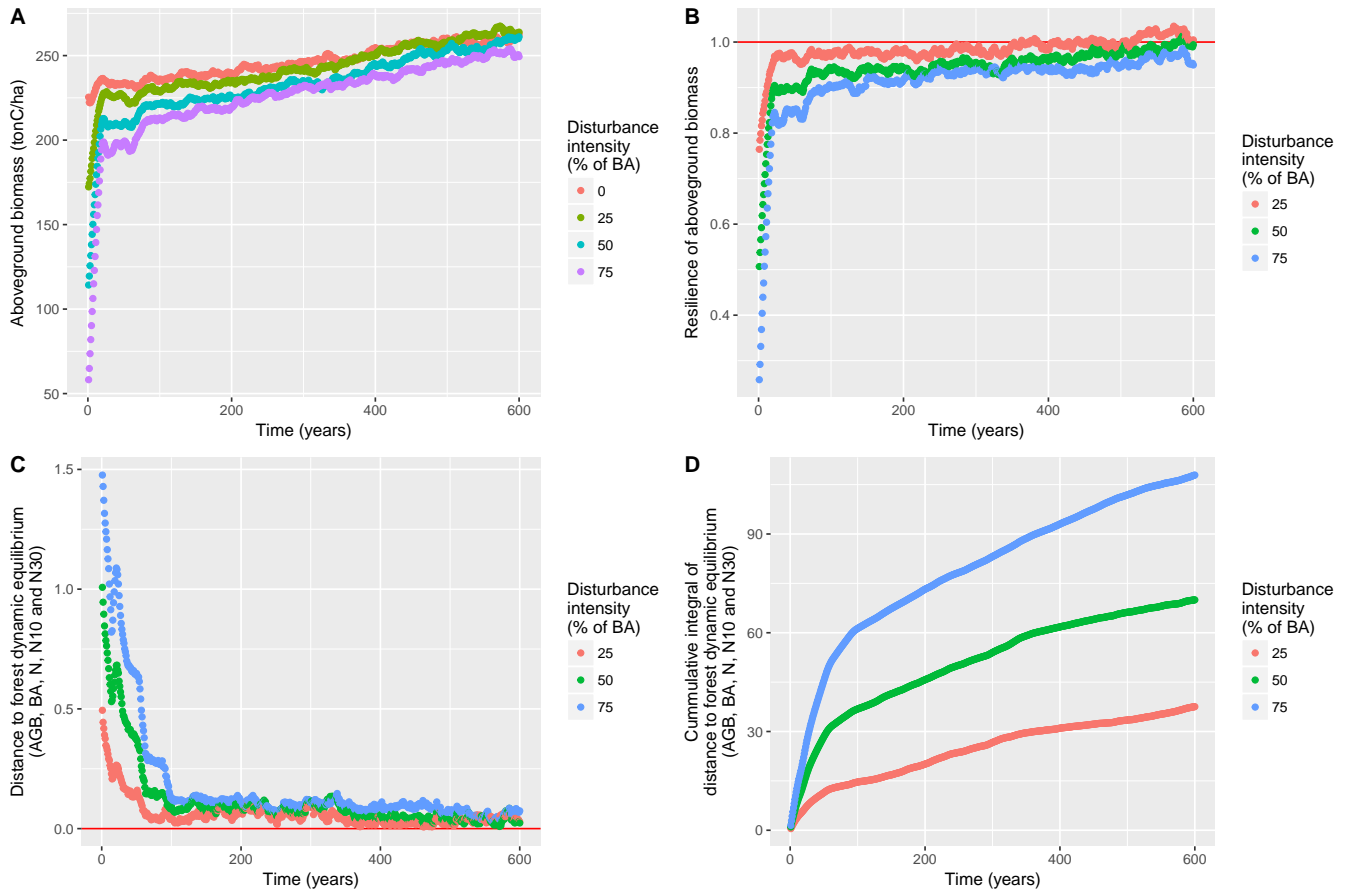 A
Aboveground biomass (tonC/ha)
250
200
150
100
50
0
200
400
600
Time (years)
Disturbance
intensity
(% of BA)
0
25
50
75
B
Resilience of aboveground biomass
1.0
0.8
0.6
0.4
0
200
400
600
Time (years)
Disturbance
intensity
(% of BA)
25
50
75
C
Distance to forest dynamic equilibrium
(AGB, BA, N, N10 and N30)
1.5
1.0
0.5
0.0
0
200
400
600
Time (years)
Disturbance
intensity
(% of BA)
25
50
75
D
Cummulative integral of
distance to forest dynamic equilibrium
(AGB, BA, N, N10 and N30)
90
60
30
0
0
200
400
600
Time (years)
Disturbance
intensity
(% of BA)
25
50
75